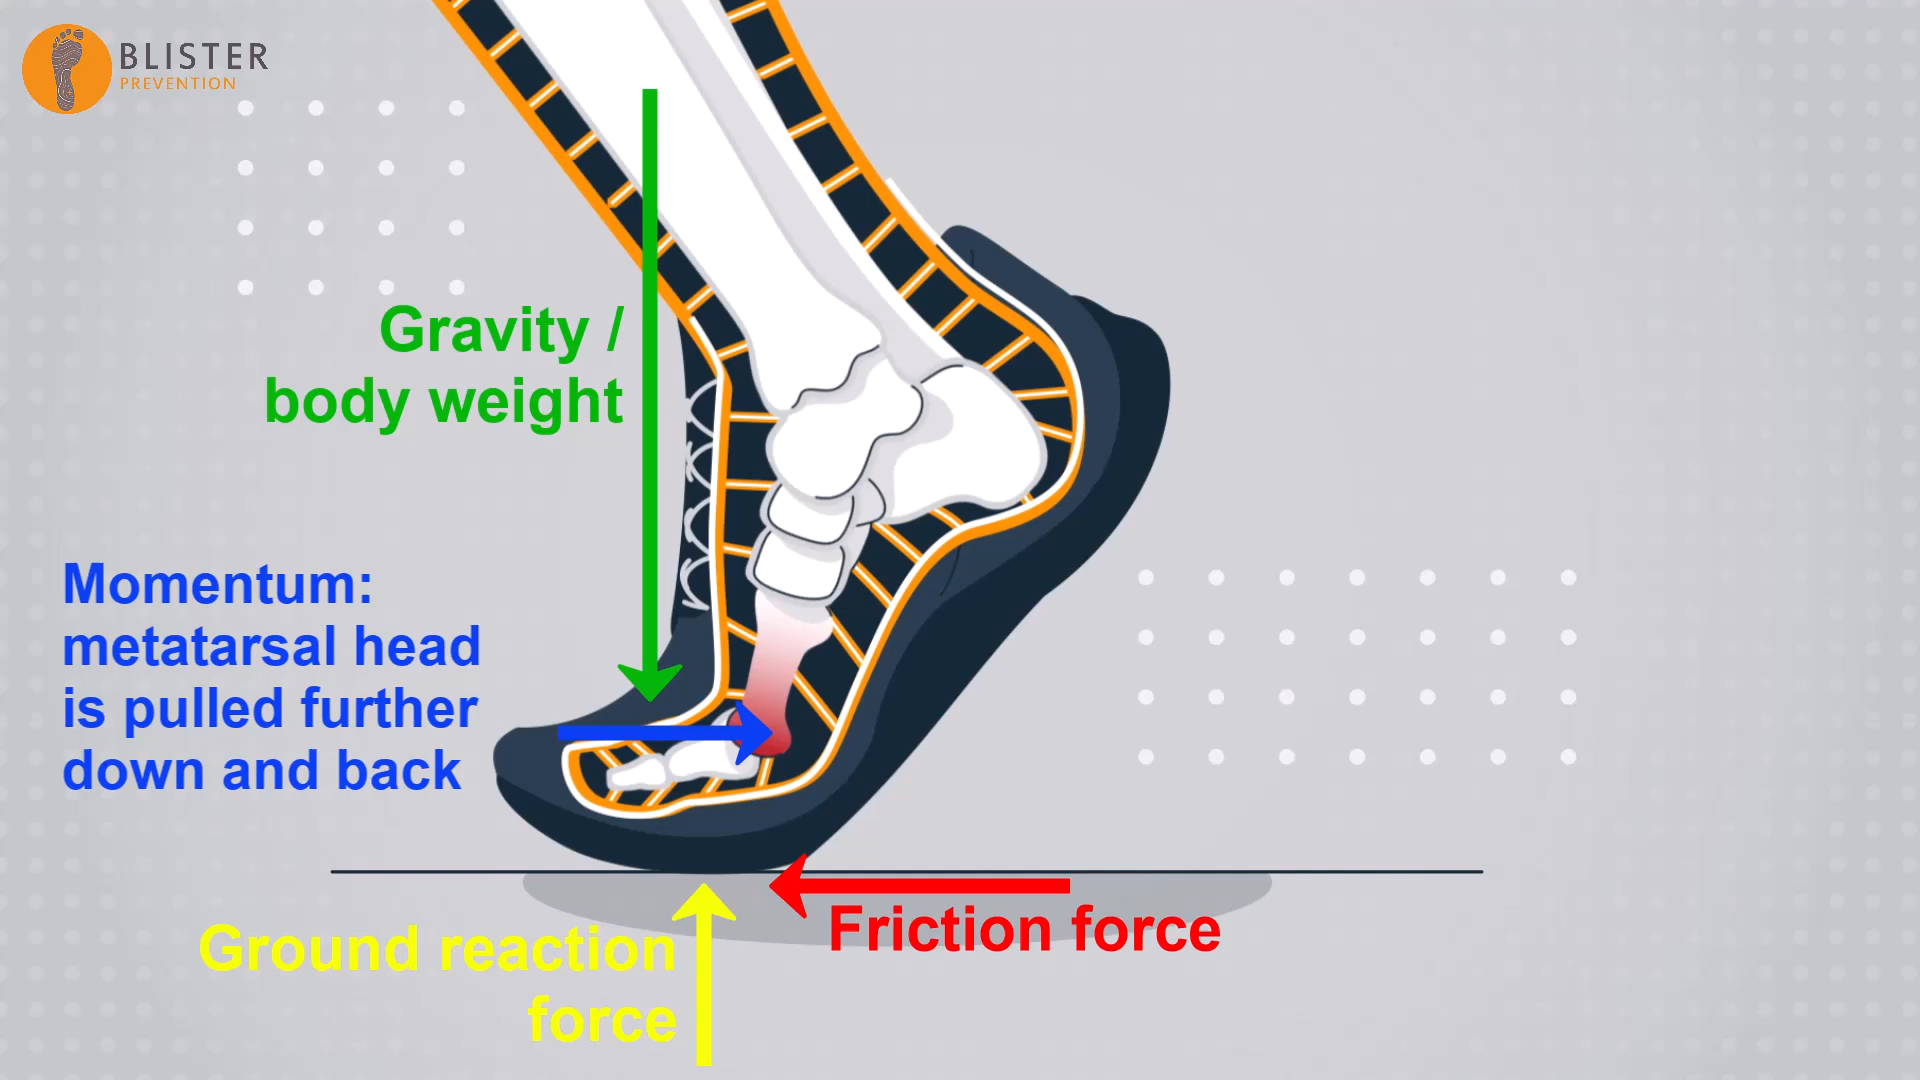 BLISTER
PREVENTION
Gravity /
body weight
Momentum:
metatarsal head
is pulled further
down and back
Friction force
Ground reaction
force